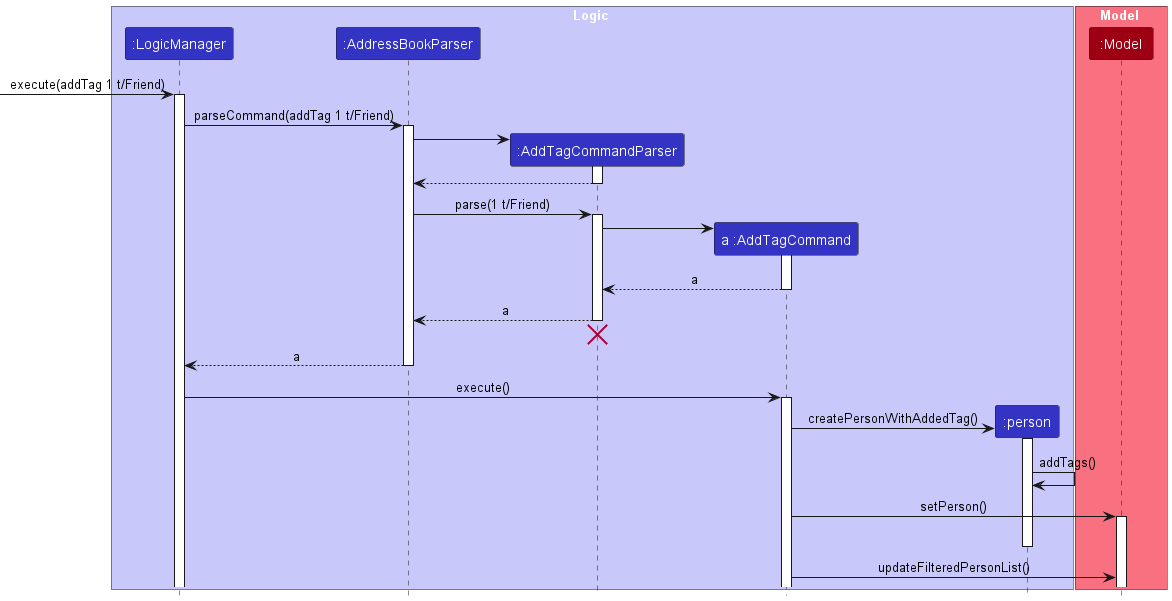 Logic
Model
:LogicManager
:AddressBookParser
:Model
execute(addTag 1 t/Friend)
parseCommand(addTag 1 t/Friend)
:AddTagCommandParser
parse(1 t/Friend)
a :AddTagCommand
a
a
a
execute()
createPersonWithAddedTag()
:person
addTags()
setPerson()
updateFilteredPersonList()